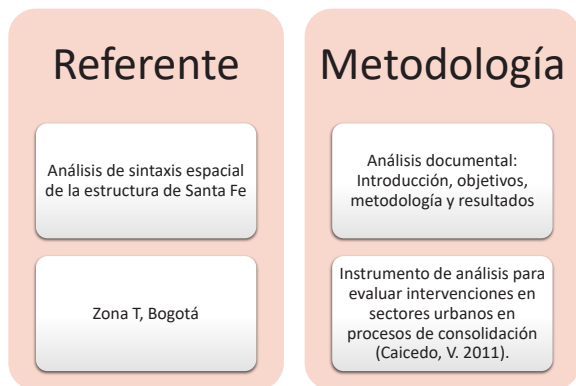 Referente
Análisis de sintaxis espacial
de la estructura de Santa Fe
Zona T, Bogotá
Metodología
Análisis documental:
Introducción, objetivos,
metodología y resultados
Instrumento de análisis para
evaluar intervenciones en
sectores urbanos en
procesos de consolidación
(Caicedo, V. 2011).